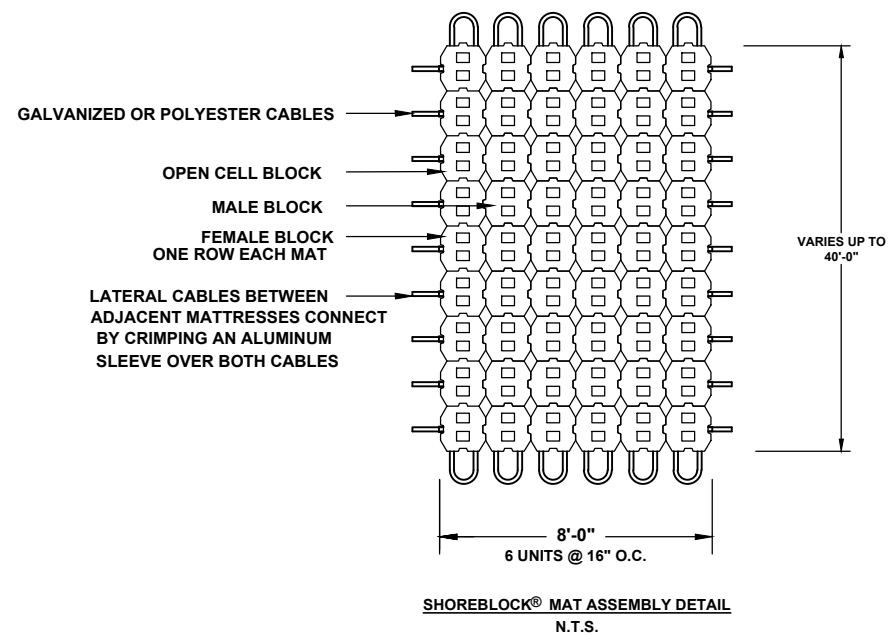 GALVANIZED OR POLYESTER CABLES
OPEN CELL BLOCK
MALE BLOCK
FEMALE BLOCK
ONE ROW EACH MAT
LATERAL CABLES BETWEEN
ADJACENT MATTRESSES CONNECT
BY CRIMPING AN ALUMINUM
SLEEVE OVER BOTH CABLES
VARIES UP TO
40'-0"
8'-0"
6 UNITS @ 16" O.C.
SHOREBLOCK® MAT ASSEMBLY DETAIL
N.T.S.